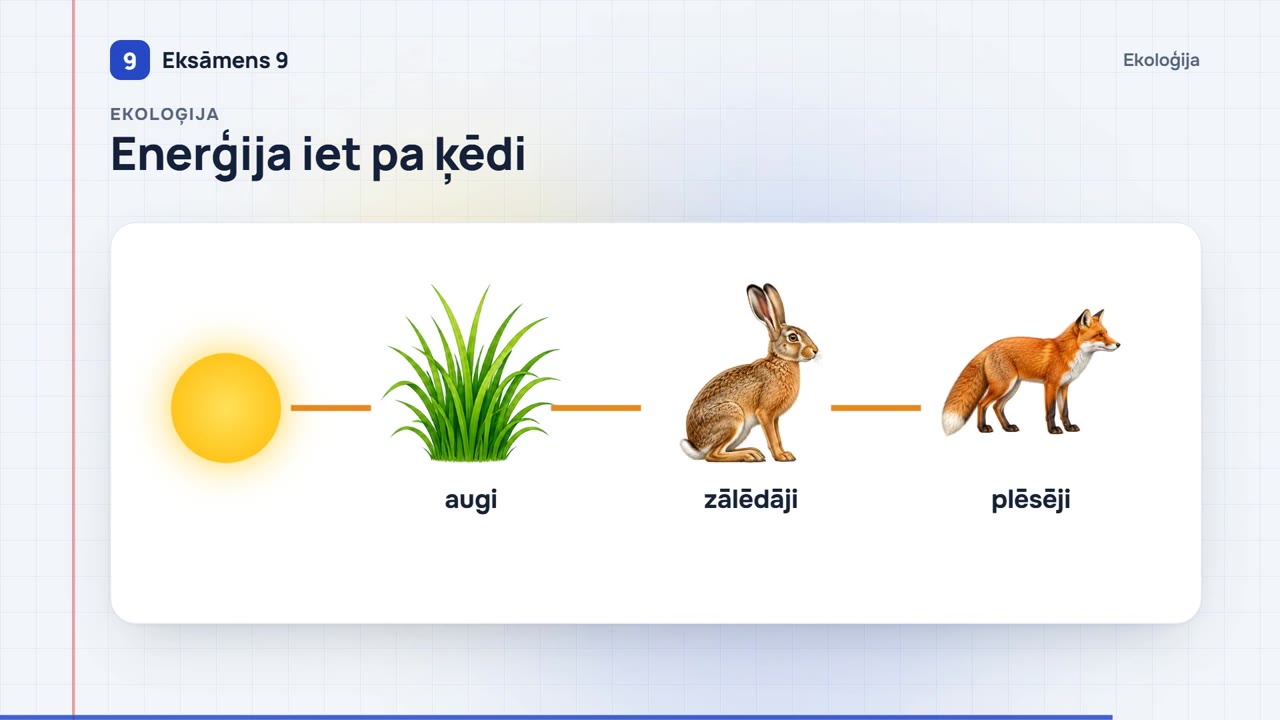 9 Eksāmens 9
Ekoloģija
EKOLOĢIJA
Enerģija iet pa ķēdi
augi
zālēdāji
plēsēji